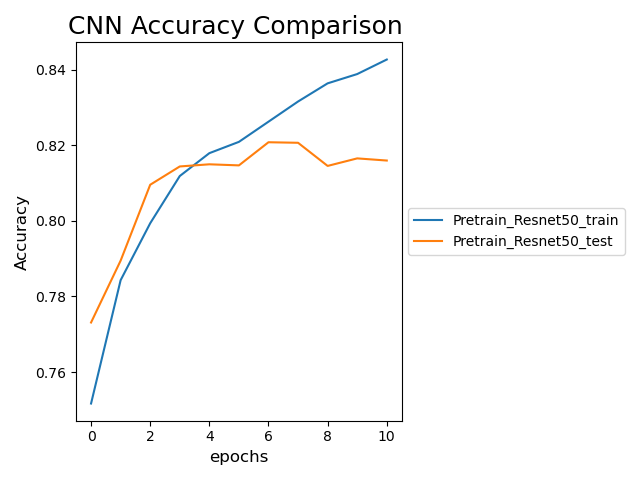 CNN Accuracy Comparison
0.84
0.82
0.80
0.78
0.76
Accuracy
0 2 4 6 8 10
epochs
Pretrain_Resnet50_train
Pretrain_Resnet50_test